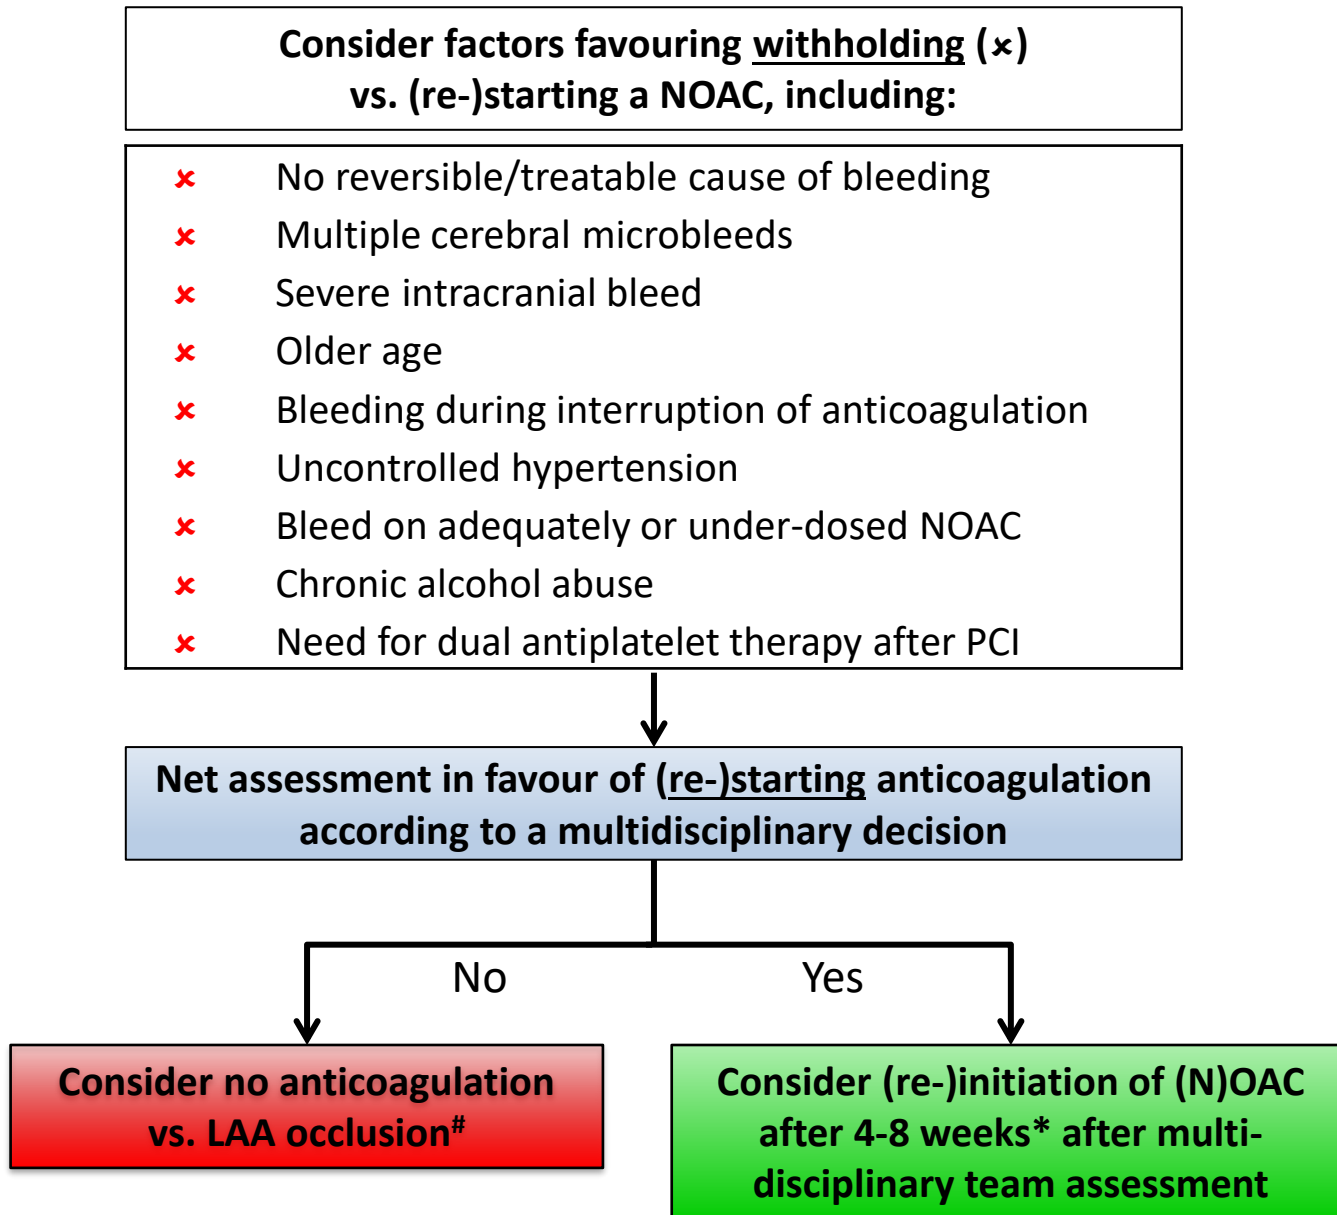 Consider factors favouring withholding (×)
vs. (re-)starting a NOAC, including:
× No reversible/treatable cause of bleeding
× Multiple cerebral microbleeds
× Severe intracranial bleed
× Older age
× Bleeding during interruption of anticoagulation
× Uncontrolled hypertension
× Bleed on adequately or under-dosed NOAC
× Chronic alcohol abuse
× Need for dual antiplatelet therapy after PCI
Net assessment in favour of (re-)starting anticoagulation
according to a multidisciplinary decision
No
Yes
Consider no anticoagulation
vs. LAA occlusion#
Consider (re-)initiation of (N)OAC
after 4-8 weeks* after multi-
disciplinary team assessment